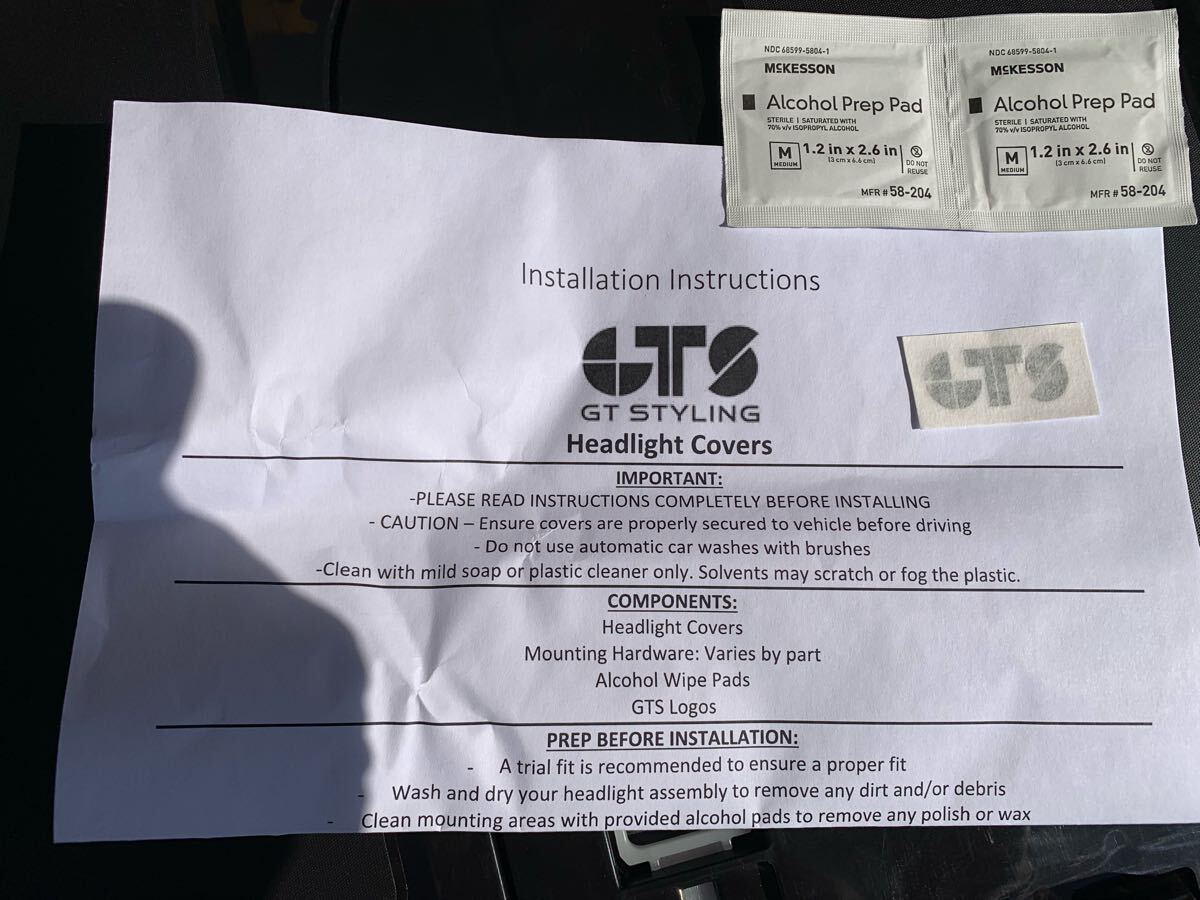 NDC 68599-5804-1
McKESSON
Alcohol Prep Pad
STERILE | SATURATED WITH
70% v/v ISOPROPYL ALCOHOL
M
MEDIUM
1.2 in x 2.6 in
(3 cm x 6.6 cm)
DO NOT
REUSE
MFR # 58-204
NDC 68599-5804-1
McKESSON
Alcohol Prep Pad
STERILE | SATURATED WITH
70% v/v ISOPROPYL ALCOHOL
M
MEDIUM
1.2 in x 2.6 in
(3 cm x 6.6 cm)
DO NOT
REUSE
MFR # 58-204
Installation Instructions
GTS
GT STYLING
GTS
Headlight Covers
IMPORTANT:
-PLEASE READ INSTRUCTIONS COMPLETELY BEFORE INSTALLING
- CAUTION – Ensure covers are properly secured to vehicle before driving
- Do not use automatic car washes with brushes
-Clean with mild soap or plastic cleaner only. Solvents may scratch or fog the plastic.
COMPONENTS:
Headlight Covers
Mounting Hardware: Varies by part
Alcohol Wipe Pads
GTS Logos
PREP BEFORE INSTALLATION:
- A trial fit is recommended to ensure a proper fit
- Wash and dry your headlight assembly to remove any dirt and/or debris
- Clean mounting areas with provided alcohol pads to remove any polish or wax